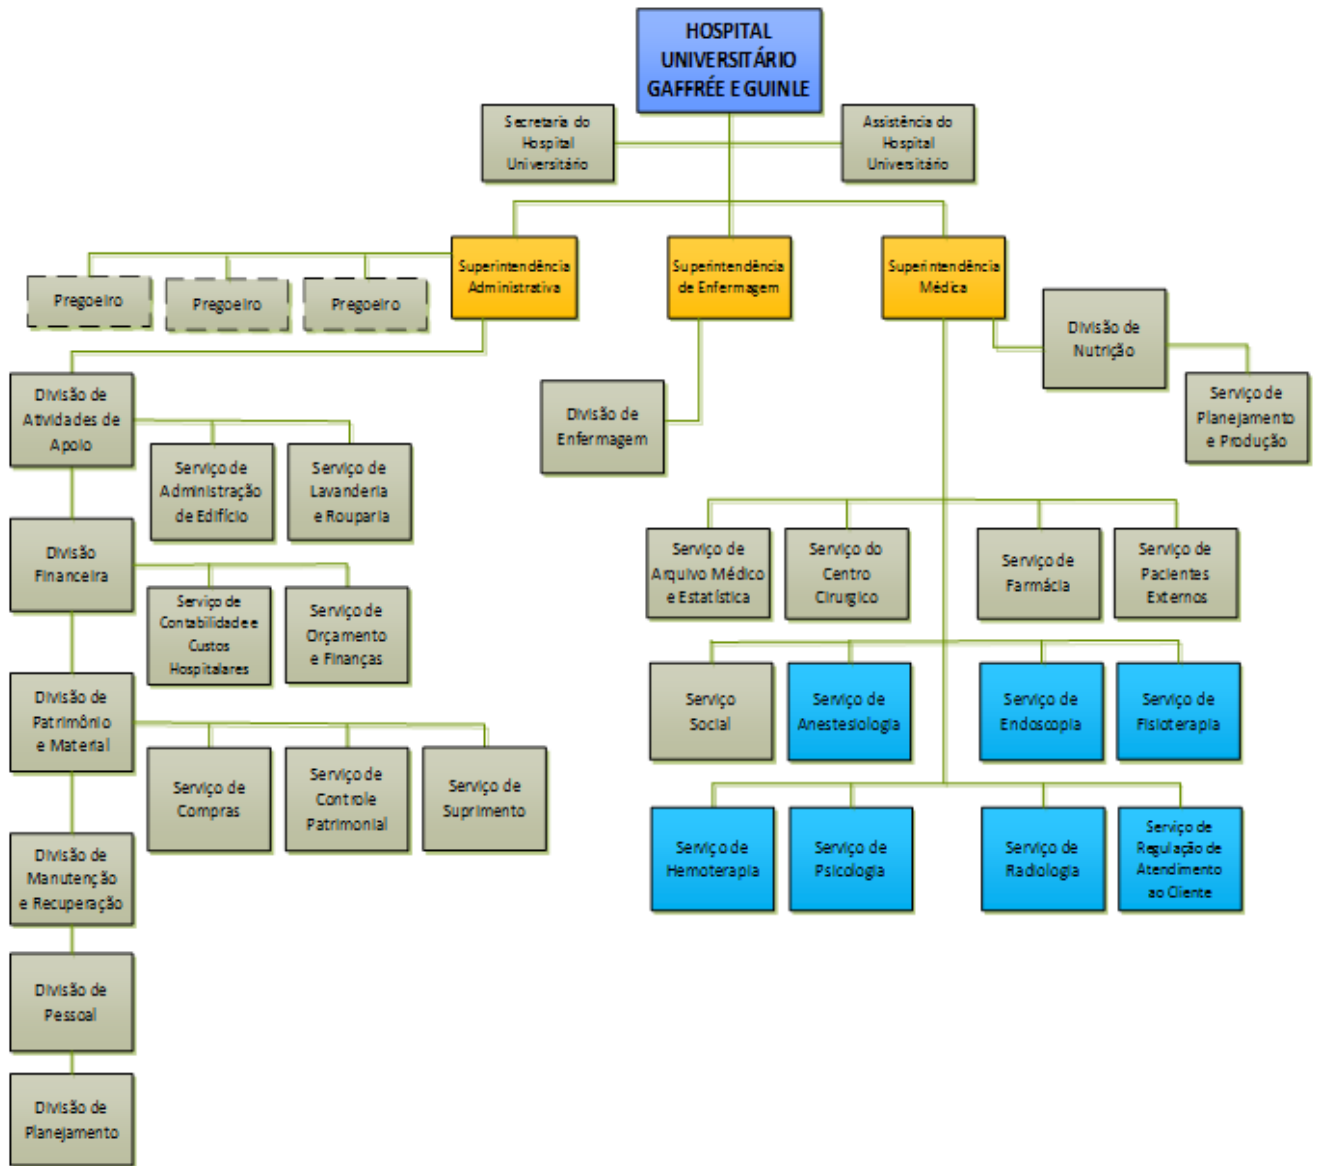 HOSPITAL
UNIVERSITÁRIO
GAFFRÉE E GUINLE
Secretaria do
Hospital
Universitário
Assistência do
Hospital
Universitário
Superintendência
Administrativa
Superintendência
de Enfermagem
Superintendência
Médica
Pregoeiro
Pregoeiro
Pregoeiro
Divisão de
Nutrição
Serviço de
Planejamento
e Produção
Divisão de
Atividades de
Apoio
Divisão de
Enfermagem
Serviço de
Administração
de Edifício
Serviço de
Lavanderia
e Rouparia
Divisão
Financeira
Serviço de
Contabilidade e
Custos
Hospitalares
Serviço de
Orçamento
e Finanças
Serviço de
Arquivo Médico
e Estatística
Serviço do
Centro
Cirurgico
Serviço de
Farmácia
Serviço de
Pacientes
Externos
Divisão de
Patrimônio
e Material
Serviço
Social
Serviço de
Anestesiologia
Serviço de
Endoscopia
Serviço de
Fisioterapia
Serviço de
Compras
Serviço de
Controle
Patrimonial
Serviço de
Suprimento
Divisão de
Manutenção
e Recuperação
Serviço de
Hemoterapia
Serviço de
Psicologia
Serviço de
Radiologia
Serviço de
Regulação de
Atendimento
ao Cliente
Divisão de
Pessoal
Divisão de
Planejamento